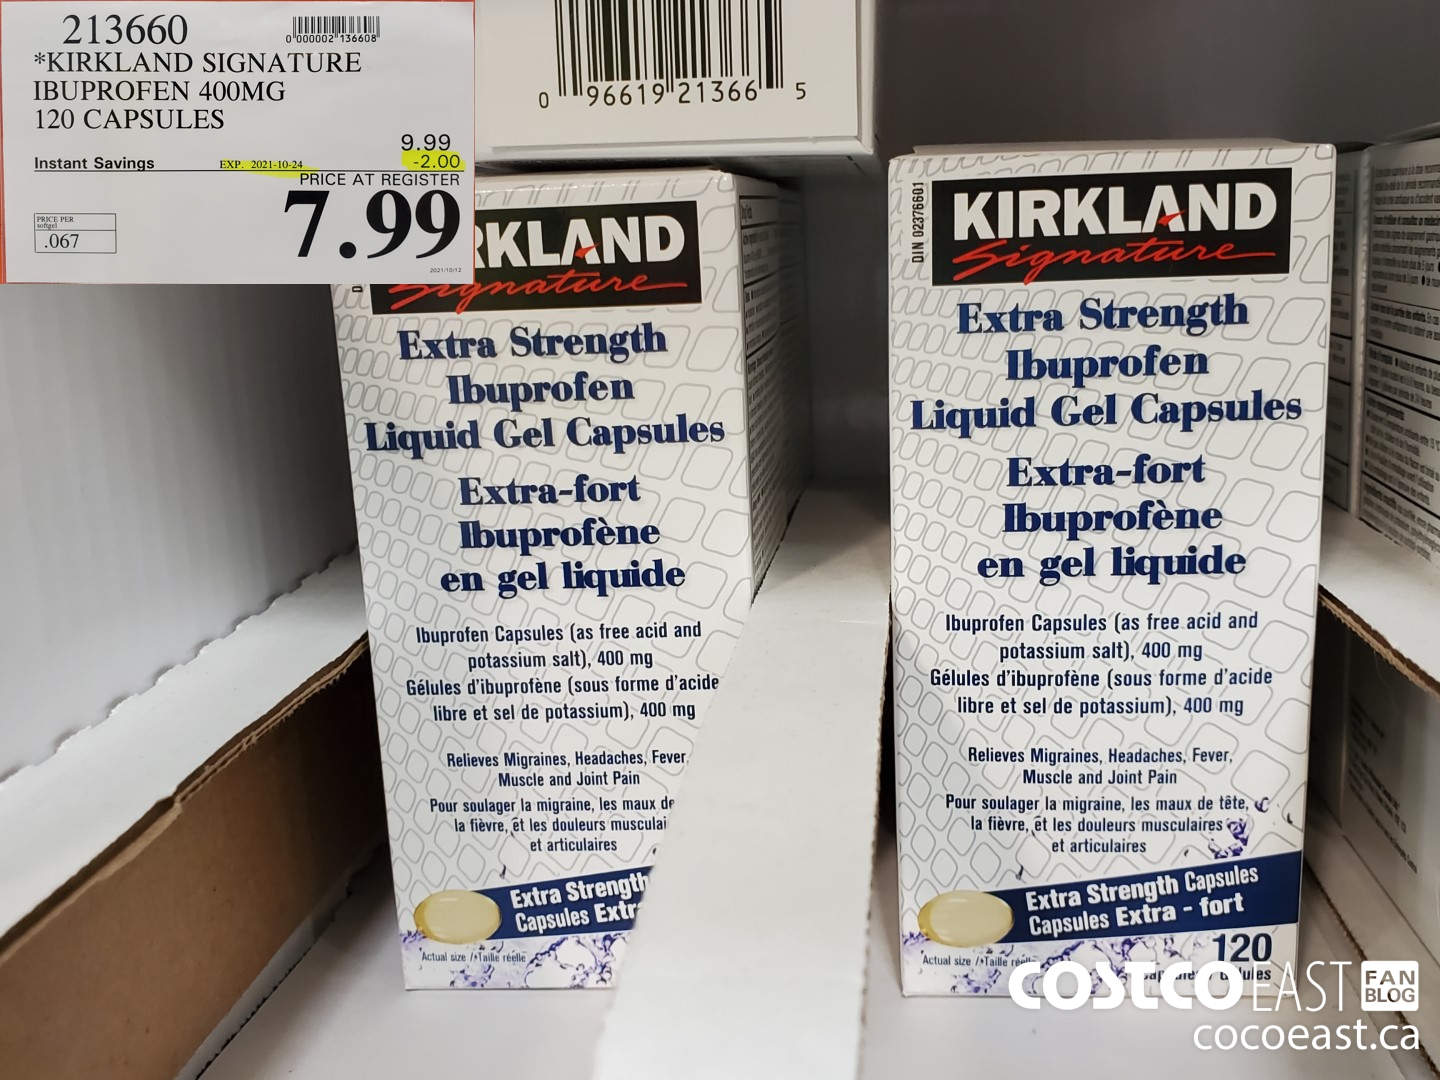 213660
0 000002 136608
*KIRKLAND SIGNATURE
IBUPROFEN 400MG
120 CAPSULES
9.99
Instant Savings EXP. 2021-10-24 -2.00
PRICE AT REGISTER
7.99
PRICE PER
softgel
.067
2021/10/12
0 96619 21366 5
RKLAND
Signature
Extra Strength
Ibuprofen
Liquid Gel Capsules
Extra-fort
Ibuprofène
en gel liquide
Ibuprofen Capsules (as free acid and
potassium salt), 400 mg
Gélules d'ibuprofène (sous forme d'acide
libre et sel de potassium), 400 mg
Relieves Migraines, Headaches, Fever,
Muscle and Joint Pain
Pour soulager la migraine, les maux de
la fièvre, et les douleurs musculai
et articulaires
Extra Strength
Capsules Extr
Actual size / Taille réelle
DIN 02376601
KIRKLAND
Signature
Extra Strength
Ibuprofen
Liquid Gel Capsules
Extra-fort
Ibuprofène
en gel liquide
Ibuprofen Capsules (as free acid and
potassium salt), 400 mg
Gélules d'ibuprofène (sous forme d'acide
libre et sel de potassium), 400 mg
Relieves Migraines, Headaches, Fever,
Muscle and Joint Pain
Pour soulager la migraine, les maux de tête,
la fièvre, et les douleurs musculaires
et articulaires
Extra Strength Capsules
Capsules Extra - fort
Actual size / Taille réelle
120
COSTCO EAST FAN
BLOG
cocoeast.ca